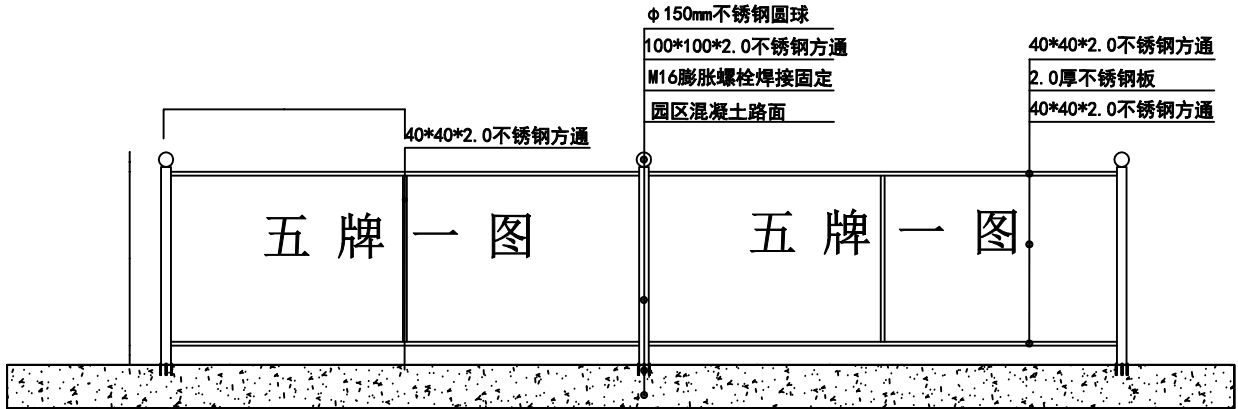 φ150mm不锈钢圆球
100*100*2.0不锈钢方通
M16膨胀螺栓焊接固定
园区混凝土路面
40*40*2.0不锈钢方通
2.0厚不锈钢板
40*40*2.0不锈钢方通
40*40*2.0不锈钢方通
五牌一图
五牌一图